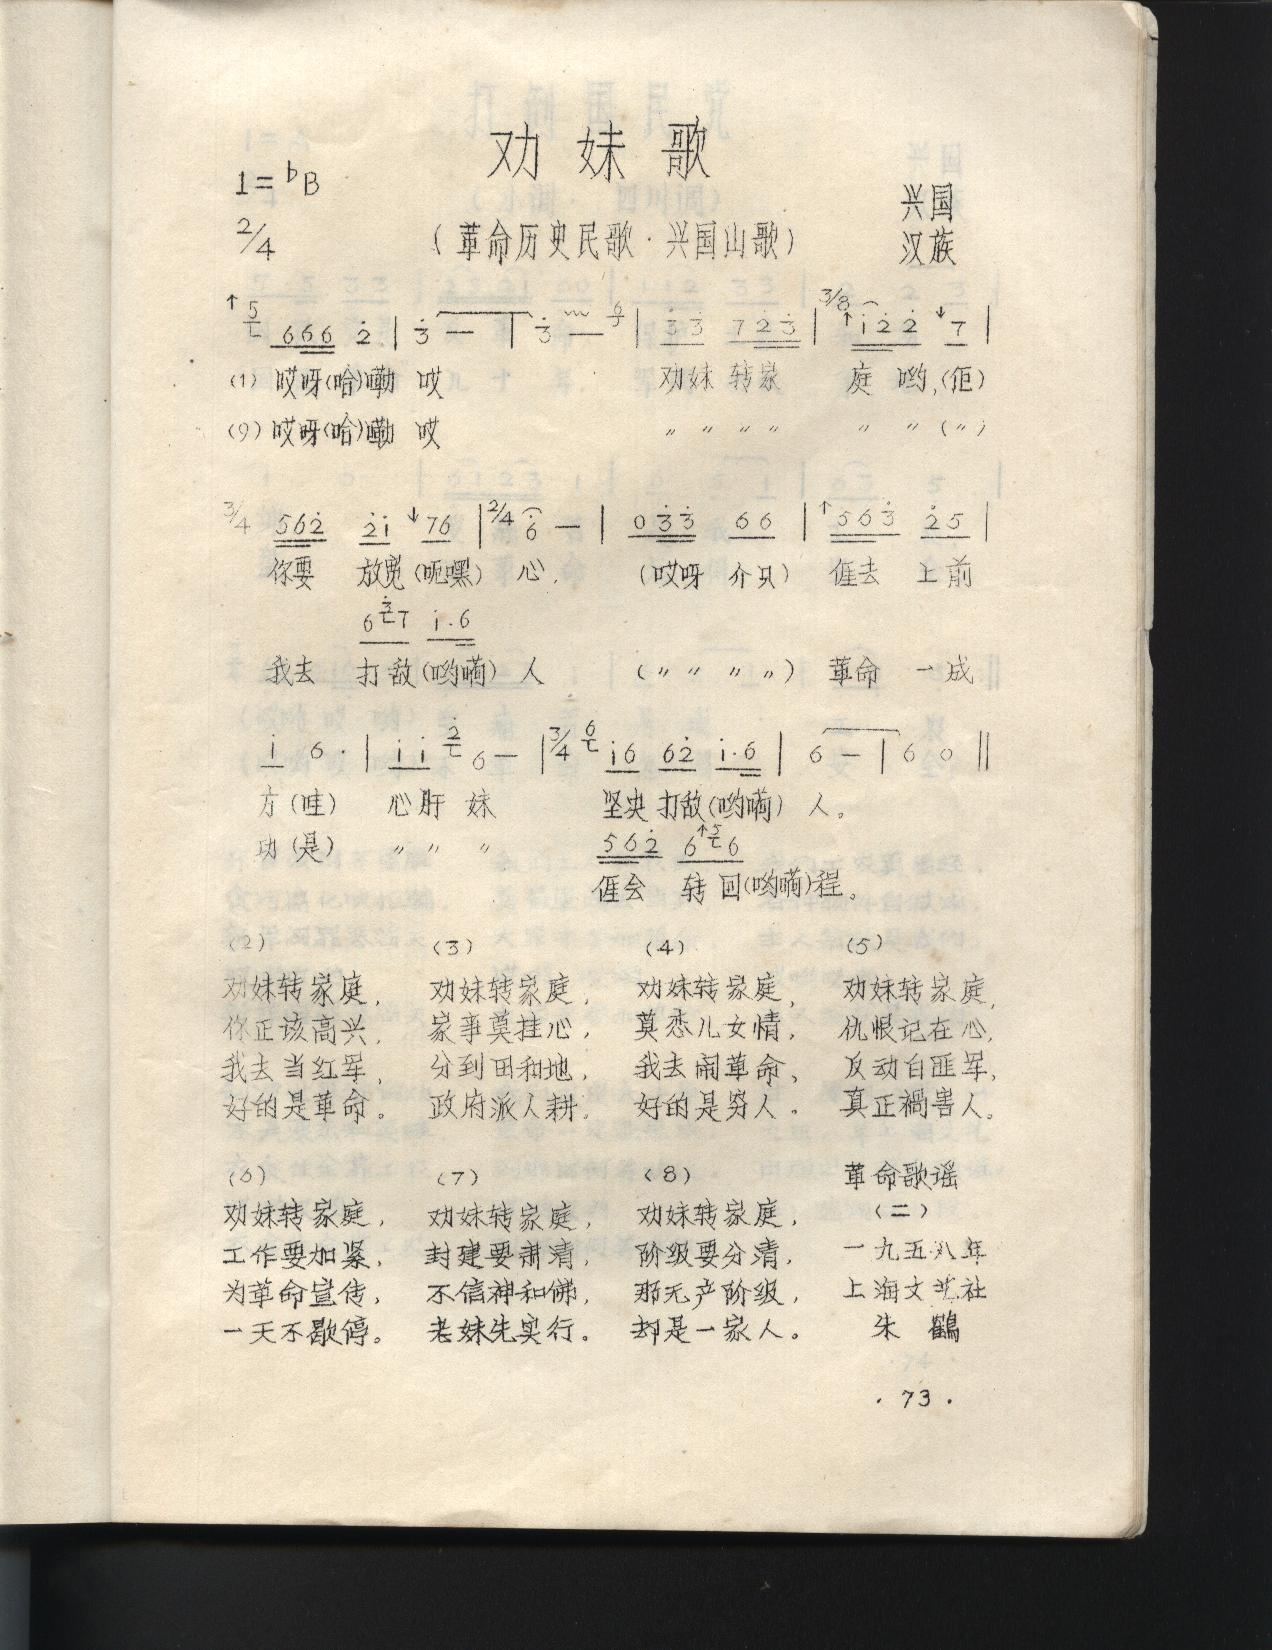 劝妹歌
1=♭B
2/4
（革命历史民歌·兴国山歌）
兴国
汉族
(1) 哎呀(哈)嘞 哎 劝妹 转家 庭 哟,(佢)
(9) 哎呀(哈)嘞 哎 〃 〃 〃 〃 〃 〃 (〃)
3/4 你要 放宽(呃嘿) 心, (哎呀 介只) 𠊎去 上前
我去 打敌(哟嗬) 人 (〃 〃 〃 〃) 革命 一成
方(哇) 心肝 妹 坚决 打敌(哟嗬) 人。
功(是) 〃 〃 〃
𠊎会 转 回(哟嗬)程。
(2) (3) (4) (5)
劝妹转家庭, 劝妹转家庭, 劝妹转家庭, 劝妹转家庭,
你正该高兴, 家事莫挂心, 莫恋儿女情, 仇恨记在心,
我去当红军, 分到田和地, 我去闹革命, 反动白匪军,
好的是革命。 政府派人耕。 好的是穷人。 真正祸害人。
(6) (7) (8) 革命歌谣
劝妹转家庭, 劝妹转家庭, 劝妹转家庭, (二)
工作要加紧, 封建要肃清, 阶级要分清, 一九五八年
为革命宣传, 不信神和佛, 那无产阶级, 上海文艺社
一天不歇停。 老妹先实行。 却是一家人。 朱 鶴
·73·